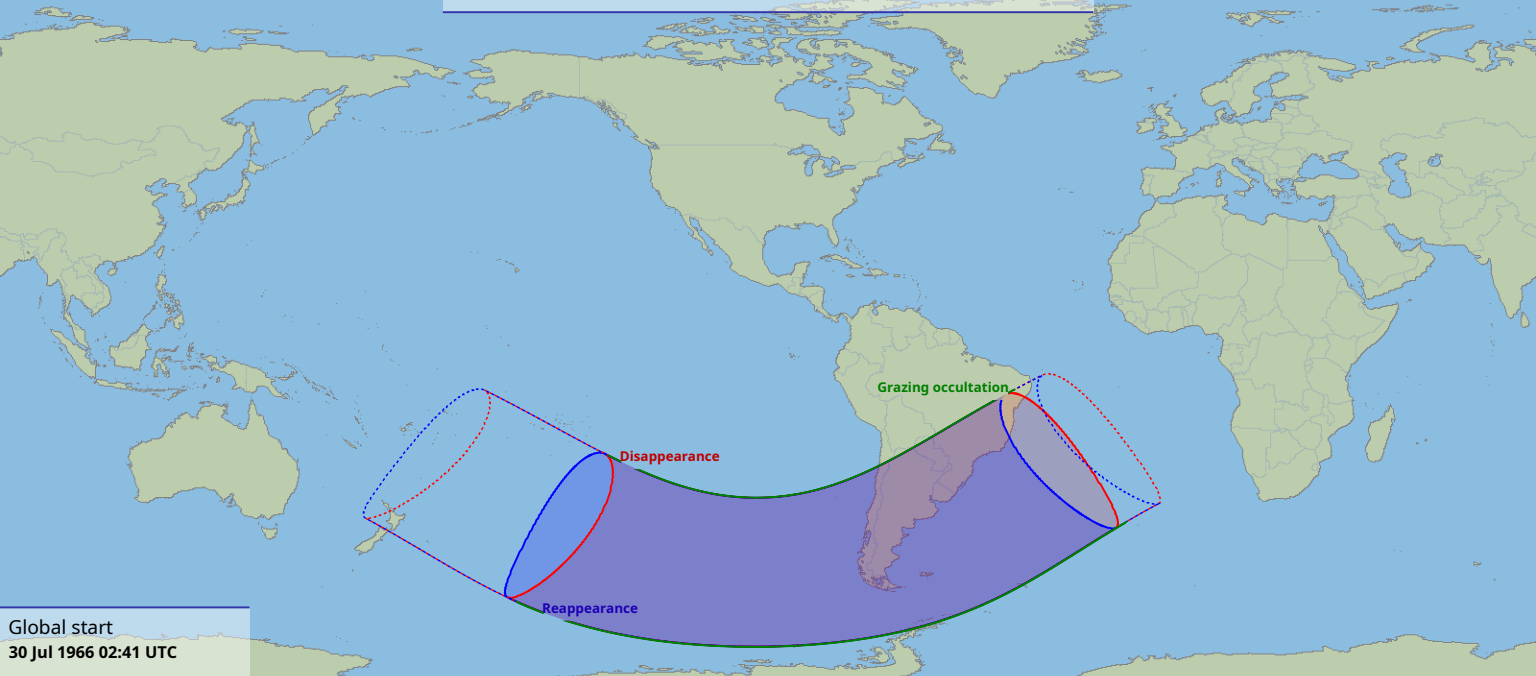 Grazing occultation
Disappearance
Reappearance
Global start
30 Jul 1966 02:41 UTC